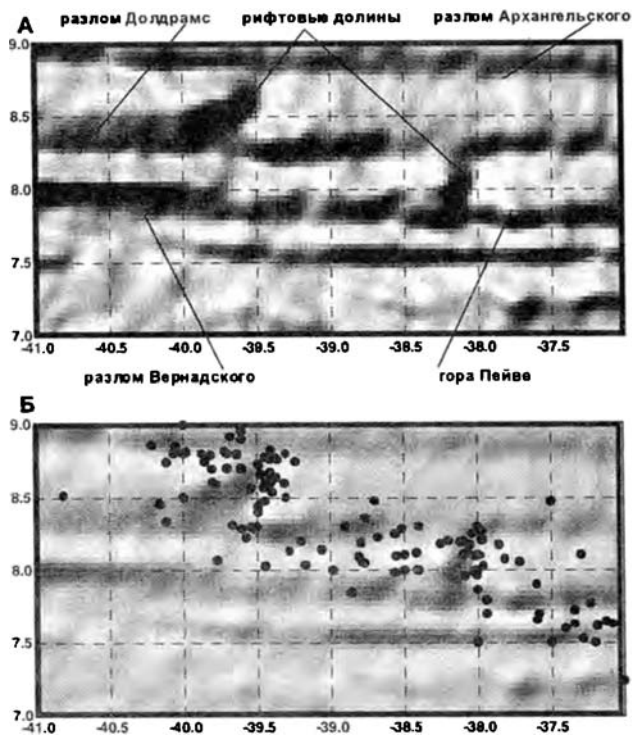 А разлом Долдрамс рифтовые долины разлом Архангельского
9.0
8.5
8.0
7.5
7.0
-41.0 -40.5 -40.0 -39.5 -39.0 -38.5 -38.0 -37.5
разлом Вернадского гора Пейве
Б
9.0
8.5
8.0
7.5
7.0
-41.0 -40.5 -40.0 -39.5 -39.0 -38.5 -38.0 -37.5